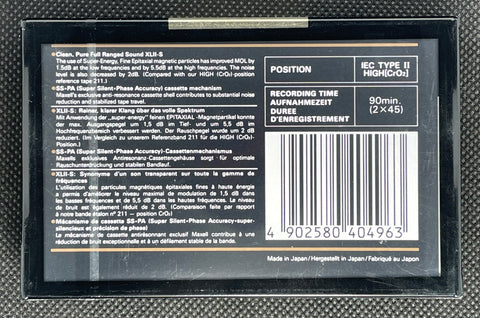 Clean, Pure Full Ranged Sound XLII-S
The use of Super-Energy, Fine Epitaxial magnetic particles has improved MOL by
1.5dB at the low frequencies and by 5.5dB at the high frequencies. The noise
level is also decreased by 2dB. (Compared with our HIGH (CrO₂)-position
reference tape 211.)
SS-PA (Super Silent-Phase Accuracy) cassette mechanism
Maxell's exclusive anti-resonance cassette shell contributes to substantial noise
reduction and stabilized tape travel.
XLII-S: Reiner, klarer Klang über das volle Spektrum
Mit Anwendung der „super-energy" feinen EPITAXIAL-Magnetpartikel konnte
der max. Ausgangspegel um 1,5 dB im Tief- und um 5,5 dB im
Hochfrequenzbereich verbessert werden. Der Rauschpegel wurde um 2 dB
reduziert. (Im Vergleich zu unserem Referenzband 211 für die HIGH (CrO₂)-
Position.)
SS-PA (Super Silent-Phase Accuracy)-Cassettenmechanismus
Maxells exklusives Antiresonanz-Cassettengehäuse sorgt für optimale
Rauschunterdrückung und stabilen Bandlauf.
XLII-S: Synonyme d'un son transparent sur toute la gamme de
fréquences
L'utilisation des particules magnétiques épitaxiales fines à haute énergie
a permis d'améliorer le niveau maximal de modulation de 1,5 dB dans
les basses fréquences et de 5,5 dB dans les hautes fréquences. Le niveau
de bruit est également réduit de 2 dB. (Comparaison faite par rapport
à notre bande étalon n° 211 – position CrO₂)
Mécanisme de cassette SS-PA (Super Silent-Phase Accuracy-super-
silencieux et précision de phase)
Le mécanisme de cassette antirésonnant exclusif Maxell contribue à une
réduction de bruit exceptionnelle et à un défilement stable de la bande.
POSITION
IEC TYPE II
HIGH(CrO₂)
RECORDING TIME
AUFNAHMEZEIT
DUREE
D'ENREGISTREMENT
90min.
(2×45)
4 902580 404963
Made in Japan/Hergestellt in Japan/Fabriqué au Japon